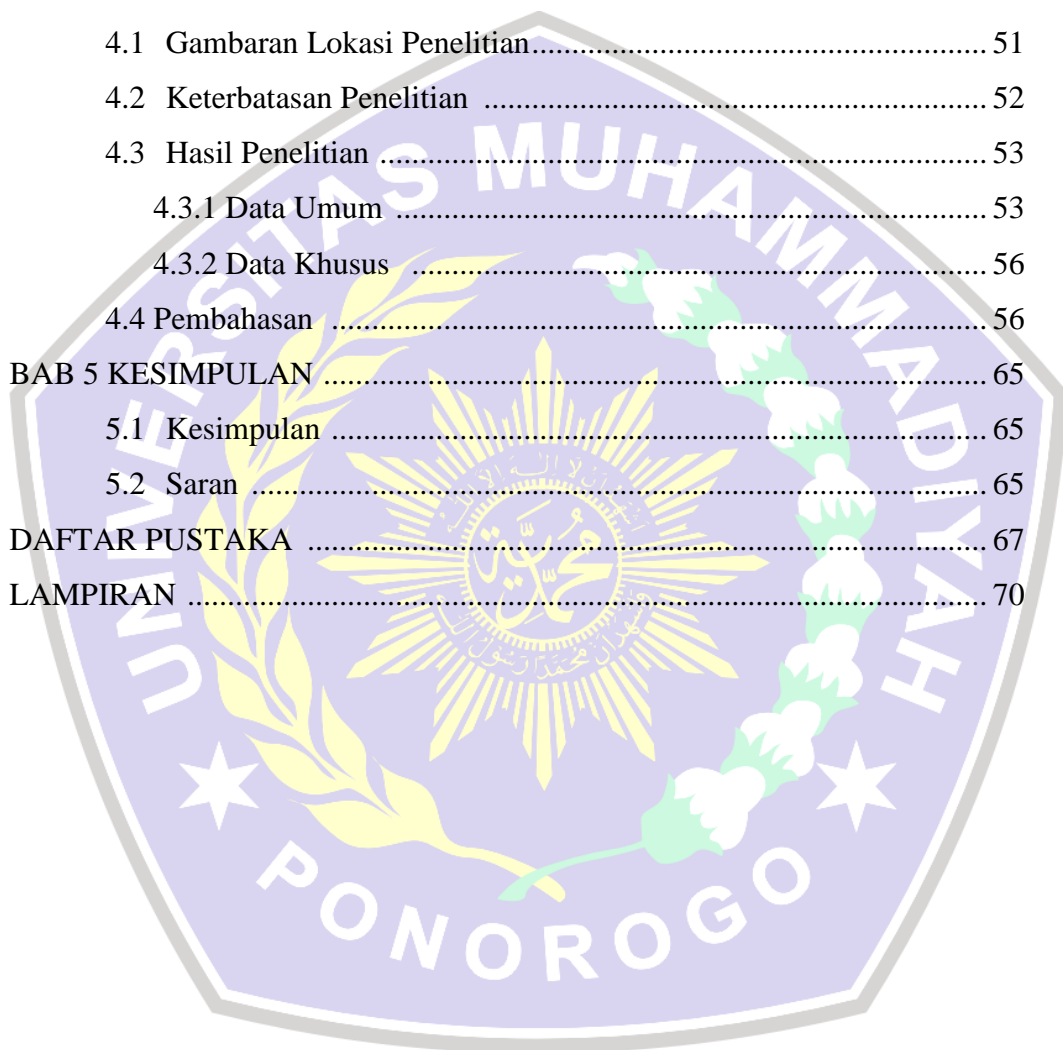 4.1 Gambaran Lokasi Penelitian.......................................................... 51
4.2 Keterbatasan Penelitian ................................................................ 52
4.3 Hasil Penelitian ............................................................................. 53
4.3.1 Data Umum ........................................................................... 53
4.3.2 Data Khusus ......................................................................... 56
4.4 Pembahasan .................................................................................... 56
BAB 5 KESIMPULAN ..................................................................................... 65
5.1 Kesimpulan .................................................................................... 65
5.2 Saran .............................................................................................. 65
DAFTAR PUSTAKA ....................................................................................... 67
LAMPIRAN ...................................................................................................... 70
UNIVERSITAS MUHAMMADIYAH
PONOROGO
محمدية